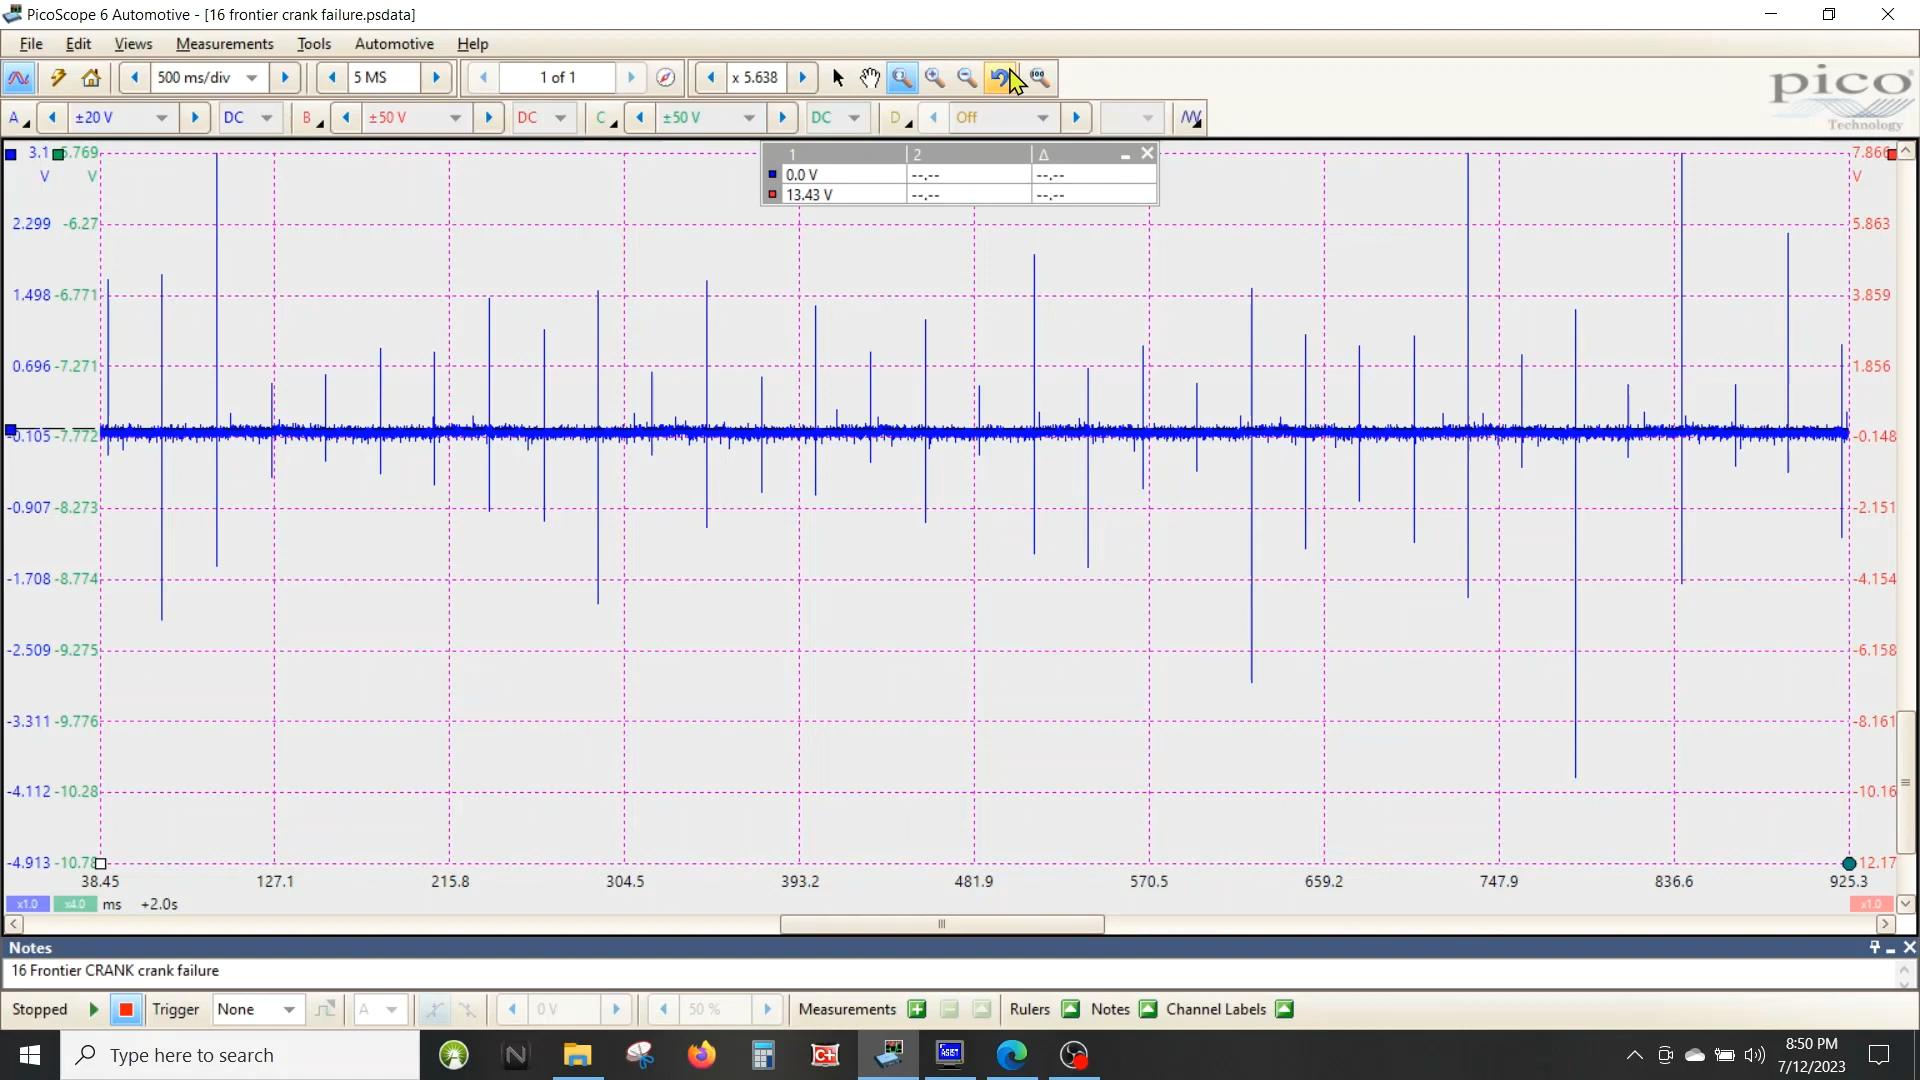 PicoScope 6 Automotive - [16 frontier crank failure.psdata]
File Edit Views Measurements Tools Automotive Help
500 ms/div 5 MS 1 of 1 x 5.638
pico
Technology
A ±20 V DC B ±50 V DC C ±50 V DC D Off
1 2 Δ
0.0 V --.-- --.--
13.43 V --.-- --.--
3.1 5.769 7.866
V V V
2.299 -6.27 5.863
1.498 -6.771 3.859
0.696 -7.271 1.856
-0.105 -7.772 -0.148
-0.907 -8.273 -2.151
-1.708 -8.774 -4.154
-2.509 -9.275 -6.158
-3.311 -9.776 -8.161
-4.112 -10.28 -10.16
-4.913 -10.78 12.17
38.45 127.1 215.8 304.5 393.2 481.9 570.5 659.2 747.9 836.6 925.3
x1.0 x4.0 ms +2.0s x1.0
Notes
16 Frontier CRANK crank failure
Stopped Trigger None A 0 V 50 % Measurements Rulers Notes Channel Labels
Type here to search
N
C+
ASIST
8:50 PM
7/12/2023